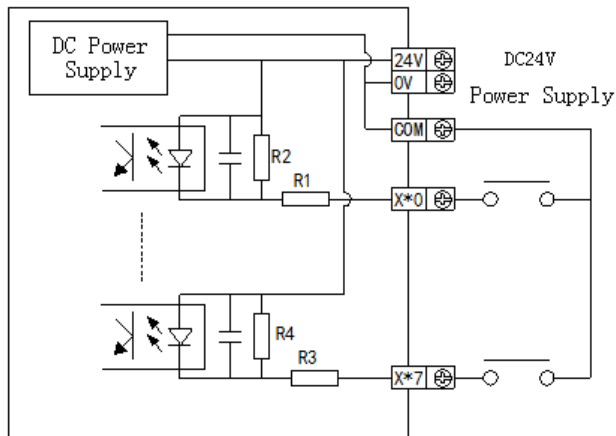 DC Power
Supply
24V
DC24V
0V
Power Supply
COM
R2
R1
X*0
R4
R3
X*7